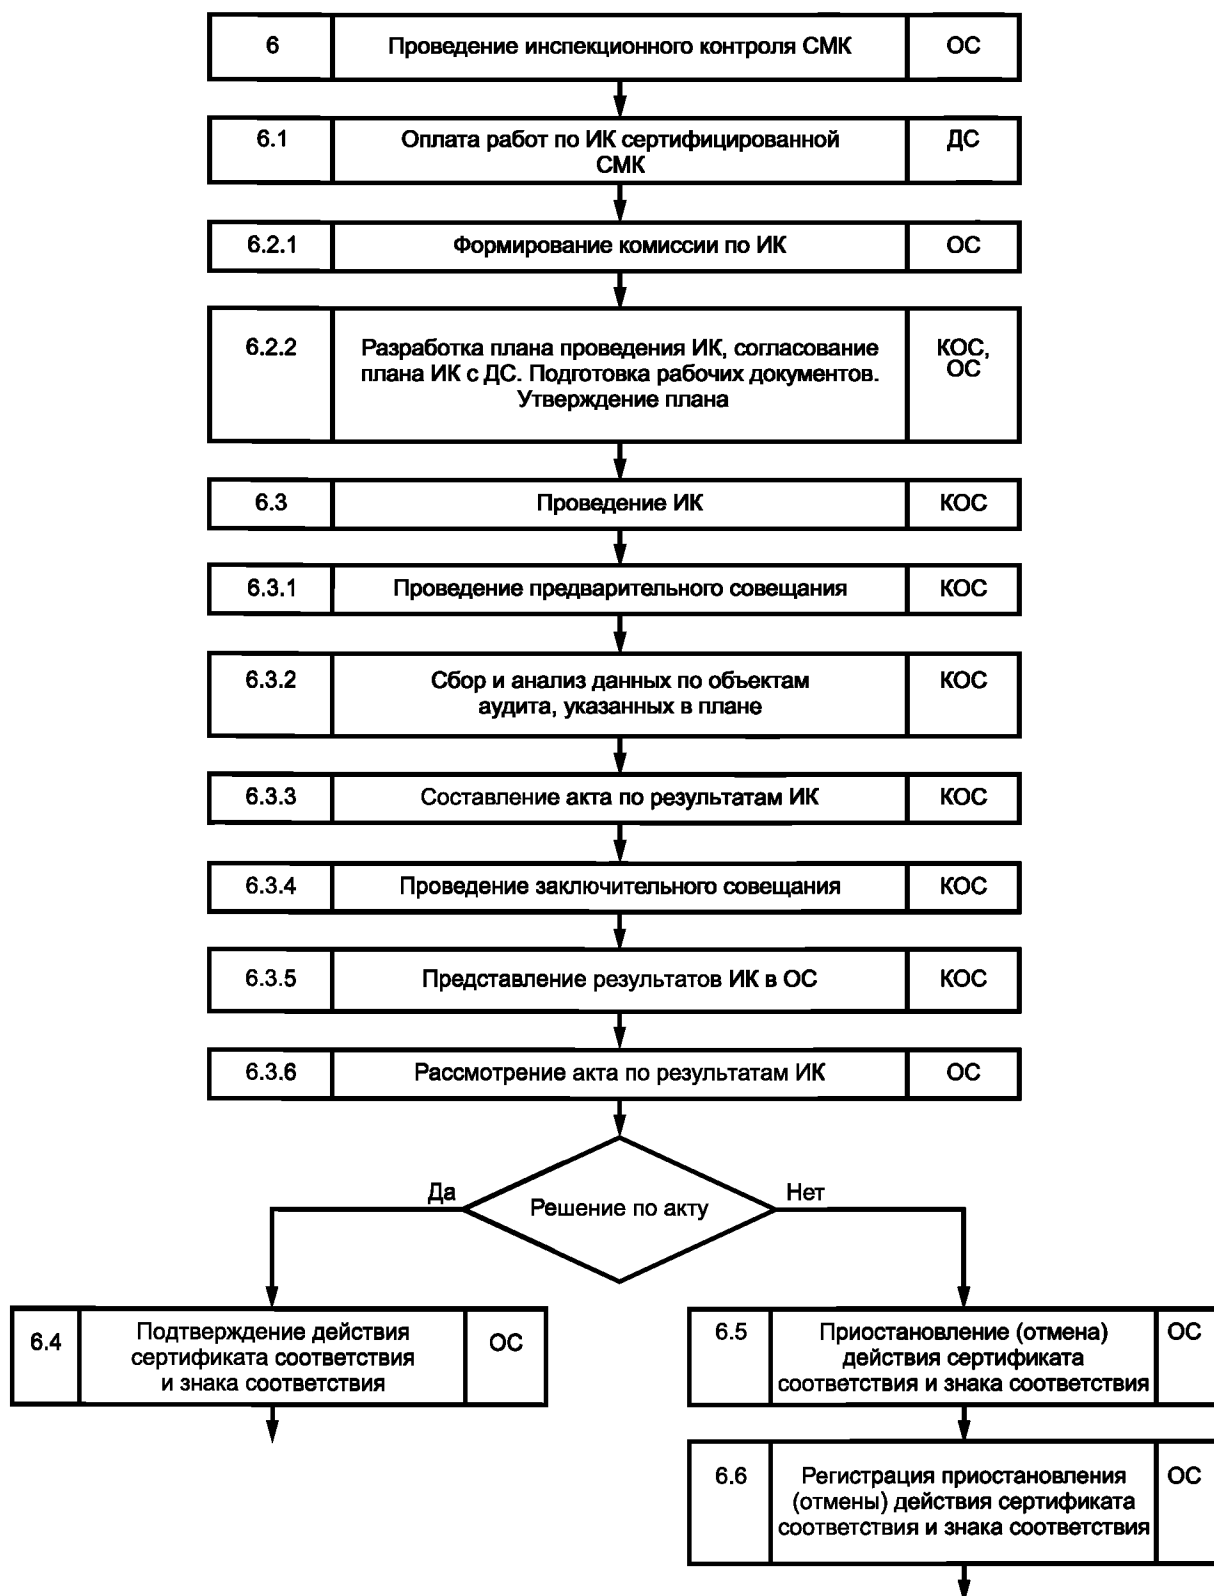 6 Проведение инспекционного контроля СМК ОС
6.1 Оплата работ по ИК сертифицированной ДС
СМК
6.2.1 Формирование комиссии по ИК ОС
6.2.2 Разработка плана проведения ИК, согласование КОС,
плана ИК с ДС. Подготовка рабочих документов. ОС
Утверждение плана
6.3 Проведение ИК КОС
6.3.1 Проведение предварительного совещания КОС
6.3.2 Сбор и анализ данных по объектам КОС
аудита, указанных в плане
6.3.3 Составление акта по результатам ИК КОС
6.3.4 Проведение заключительного совещания КОС
6.3.5 Представление результатов ИК в ОС КОС
6.3.6 Рассмотрение акта по результатам ИК ОС
Да Решение по акту Нет
6.4 Подтверждение действия ОС
сертификата соответствия
и знака соответствия
6.5 Приостановление (отмена) ОС
действия сертификата
соответствия и знака соответствия
6.6 Регистрация приостановления ОС
(отмены) действия сертификата
соответствия и знака соответствия